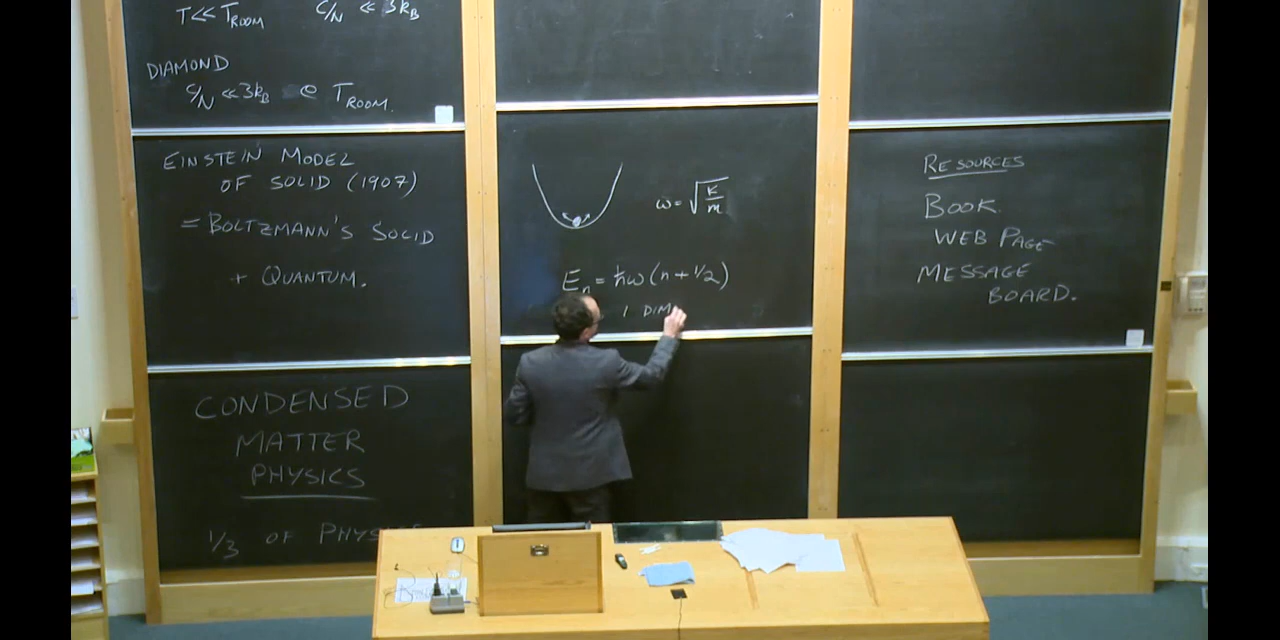 T << T_ROOM C/N << 3k_B
DIAMOND
C/N << 3k_B @ T_ROOM.
EINSTEIN MODEL
OF SOLID (1907)
= BOLTZMANN'S SOLID
+ QUANTUM.
CONDENSED
MATTER
PHYSICS
1/3 OF PHYSICS
ω = √(K/m)
E_n = ħω(n + 1/2)
1 DIM
RESOURCES
BOOK
WEB PAGE
MESSAGE
BOARD.